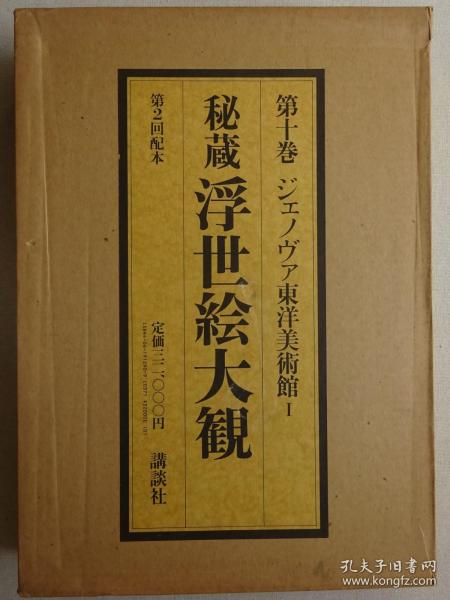 第十巻 ジェノヴァ東洋美術館 I
秘蔵 浮世絵大観
第2回配本
定価三二、〇〇〇円
講談社
孔夫子旧书网
www.kongfz.com